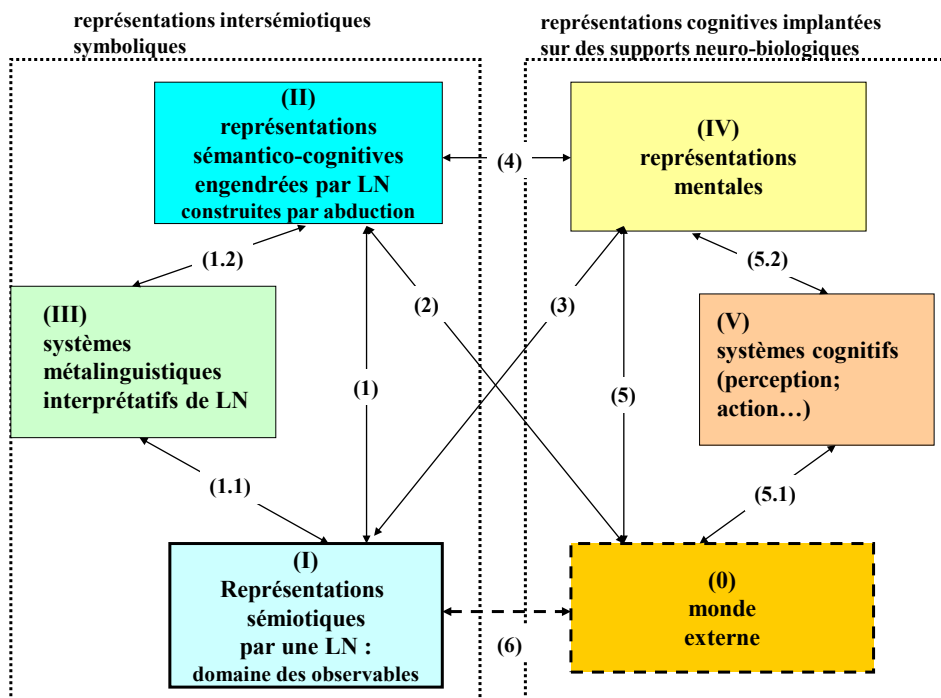 représentations intersémiotiques
symboliques
représentations cognitives implantées
sur des supports neuro-biologiques
(II)
représentations
sémantico-cognitives
engendrées par LN
construites par abduction
(4)
(IV)
représentations
mentales
(1.2)
(5.2)
(III)
systèmes
métalinguistiques
interprétatifs de LN
(2)
(3)
(V)
systèmes cognitifs
(perception;
action…)
(1)
(5)
(1.1)
(5.1)
(I)
Représentations
sémiotiques
par une LN :
domaine des observables
(6)
(0)
monde
externe